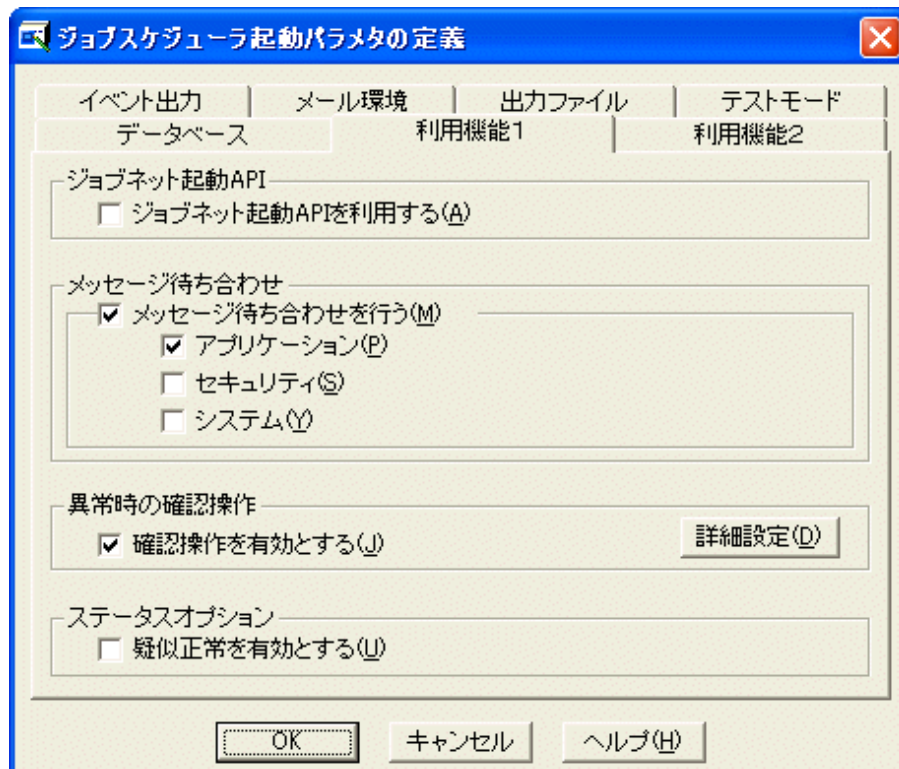 ジョブスケジューラ起動パラメタの定義
イベント出力 メール環境 出力ファイル テストモード
データベース 利用機能1 利用機能2
ジョブネット起動API
ジョブネット起動APIを利用する(A)
メッセージ待ち合わせ
メッセージ待ち合わせを行う(M)
アプリケーション(P)
セキュリティ(S)
システム(Y)
異常時の確認操作
確認操作を有効とする(J) 詳細設定(D)
ステータスオプション
疑似正常を有効とする(U)
OK キャンセル ヘルプ(H)